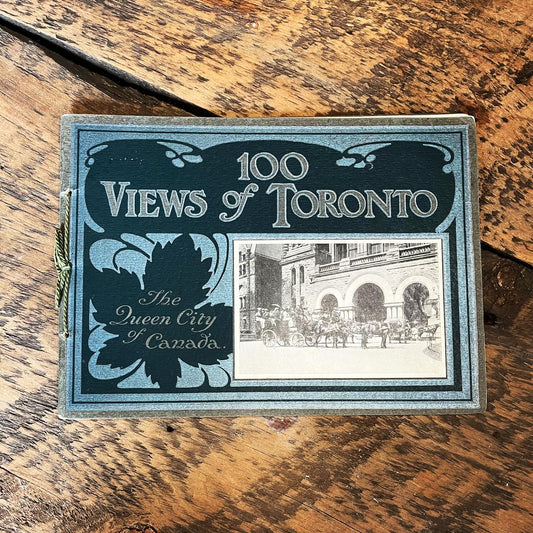 100
VIEWS of TORONTO
The
Queen City
of
Canada.